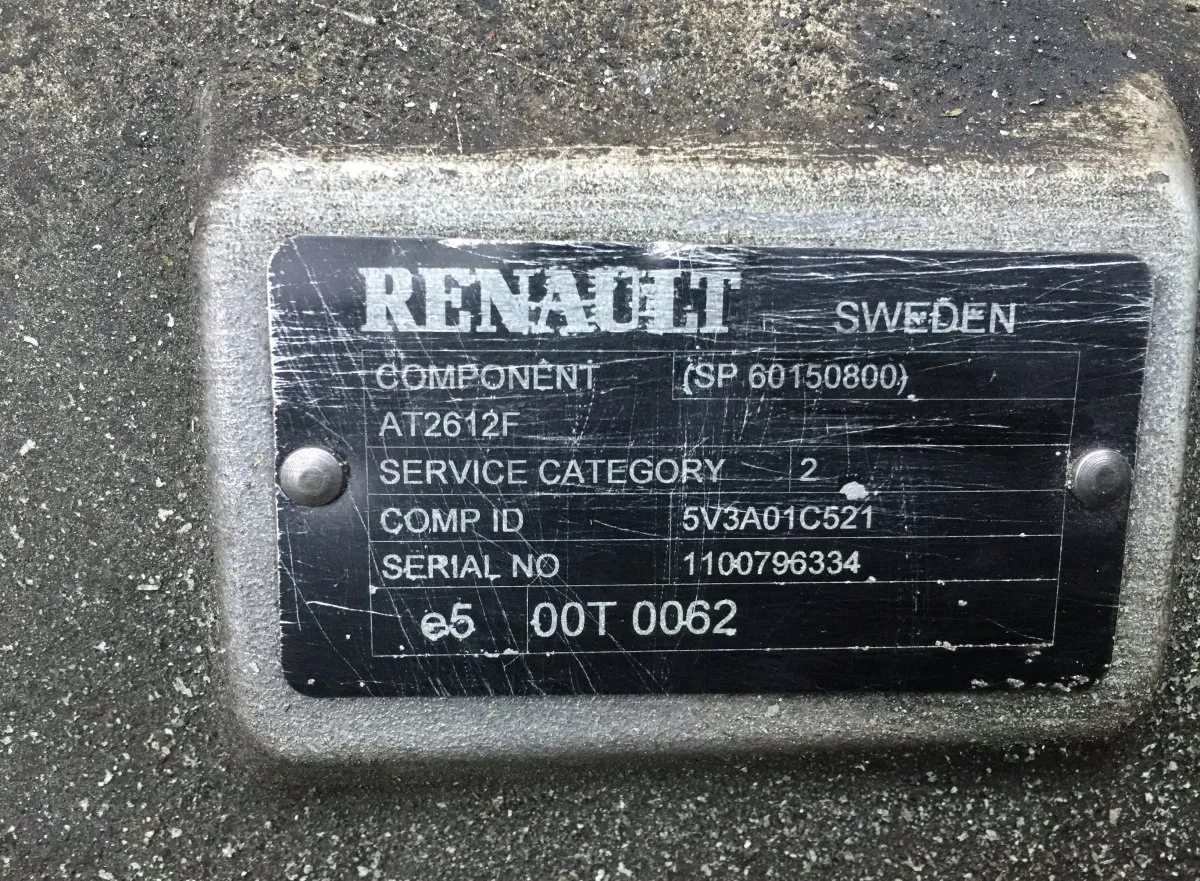 RENAULT SWEDEN
COMPONENT (SP 60150800)
AT2612F
SERVICE CATEGORY 2
COMP ID 5V3A01C521
SERIAL NO 1100796334
e5 00T 0062